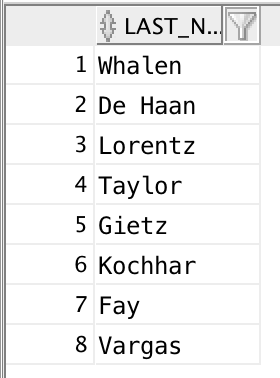 LAST_N...
1 Whalen
2 De Haan
3 Lorentz
4 Taylor
5 Gietz
6 Kochhar
7 Fay
8 Vargas